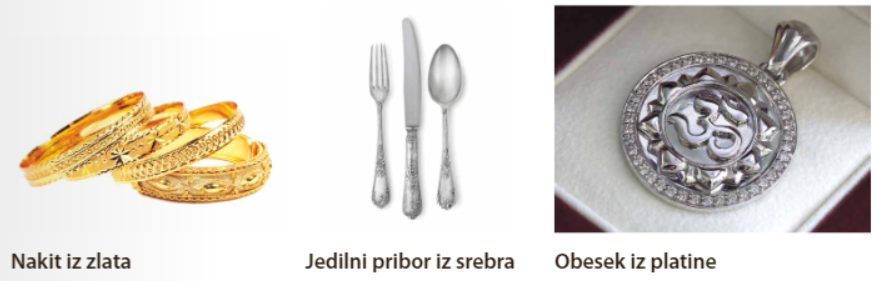 Nakit iz zlata
Jedilni pribor iz srebra
Obesek iz platine